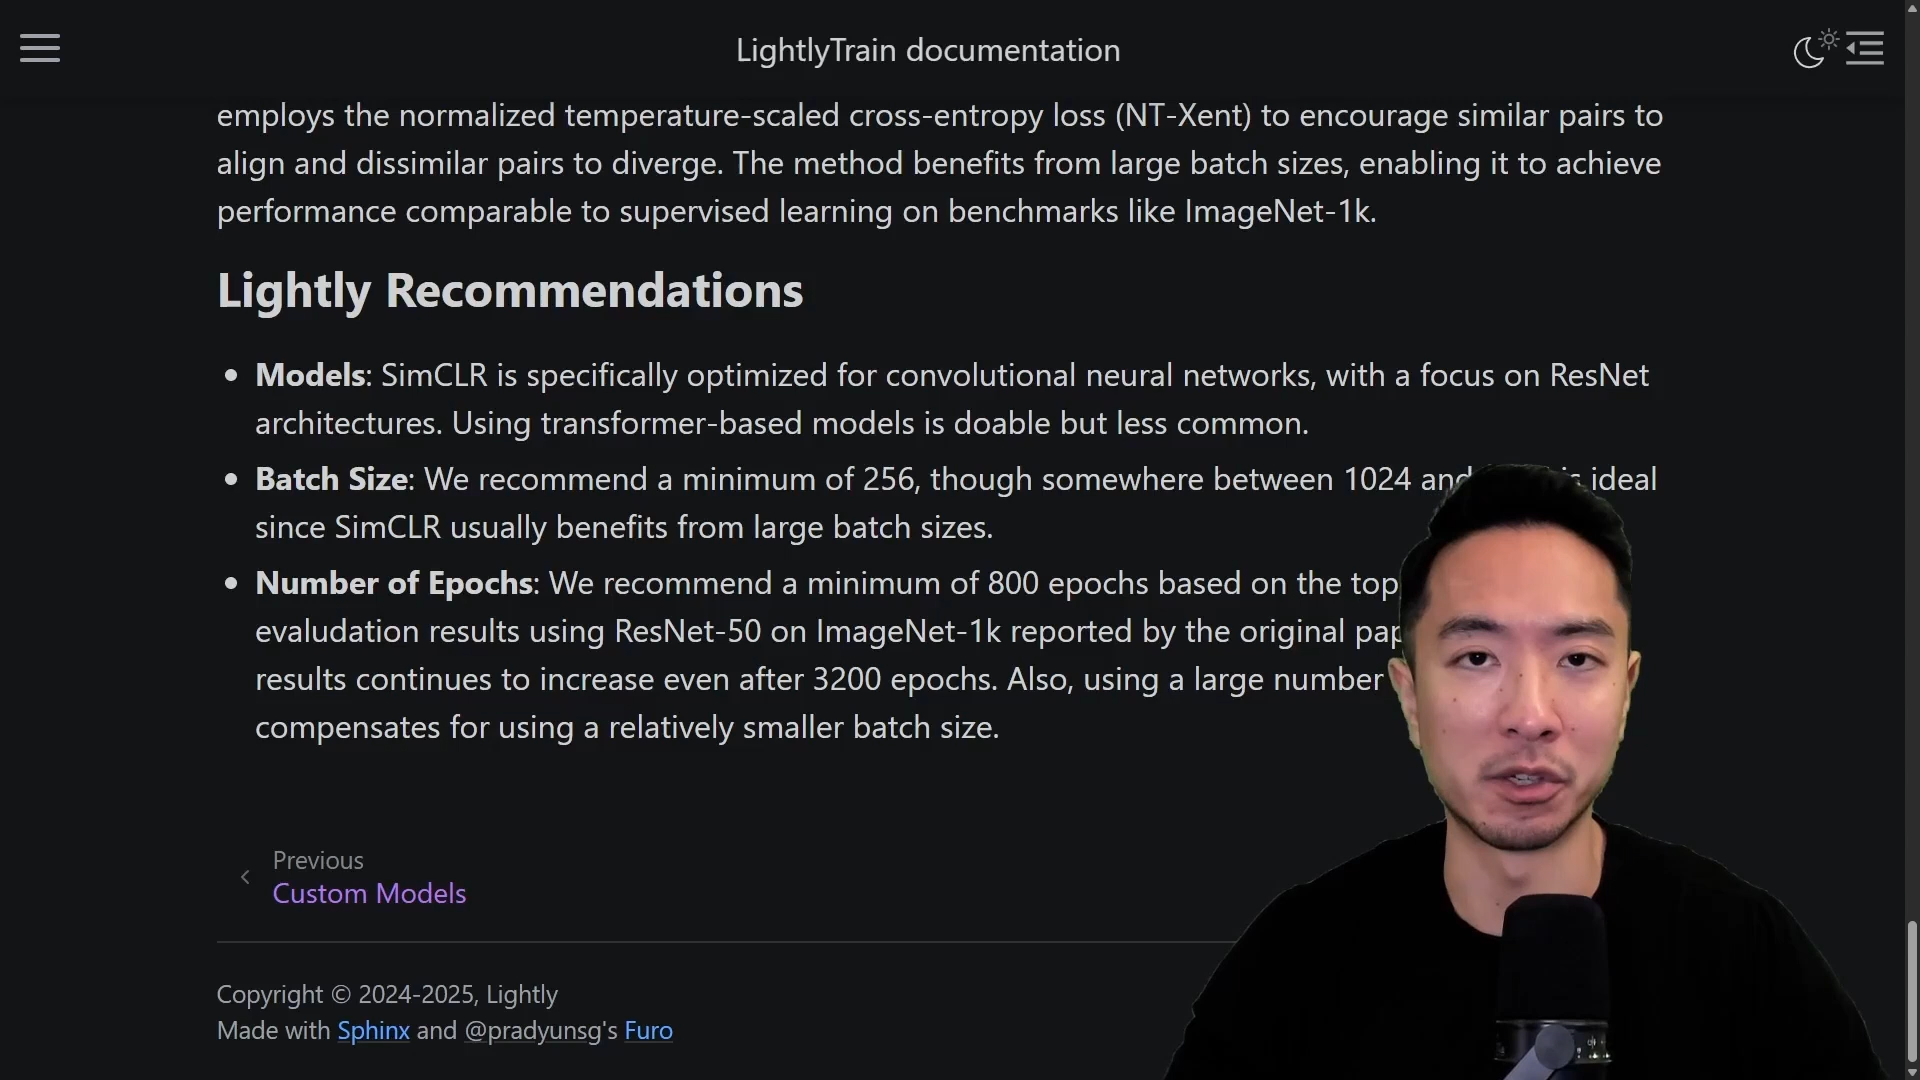 LightlyTrain documentation
employs the normalized temperature-scaled cross-entropy loss (NT-Xent) to encourage similar pairs to
align and dissimilar pairs to diverge. The method benefits from large batch sizes, enabling it to achieve
performance comparable to supervised learning on benchmarks like ImageNet-1k.
Lightly Recommendations
• Models: SimCLR is specifically optimized for convolutional neural networks, with a focus on ResNet
architectures. Using transformer-based models is doable but less common.
• Batch Size: We recommend a minimum of 256, though somewhere between 1024 and ideal
since SimCLR usually benefits from large batch sizes.
• Number of Epochs: We recommend a minimum of 800 epochs based on the top
evaludation results using ResNet-50 on ImageNet-1k reported by the original
results continues to increase even after 3200 epochs. Also, using a large number
compensates for using a relatively smaller batch size.
Previous
Custom Models
Copyright © 2024-2025, Lightly
Made with Sphinx and @pradyunsg's Furo